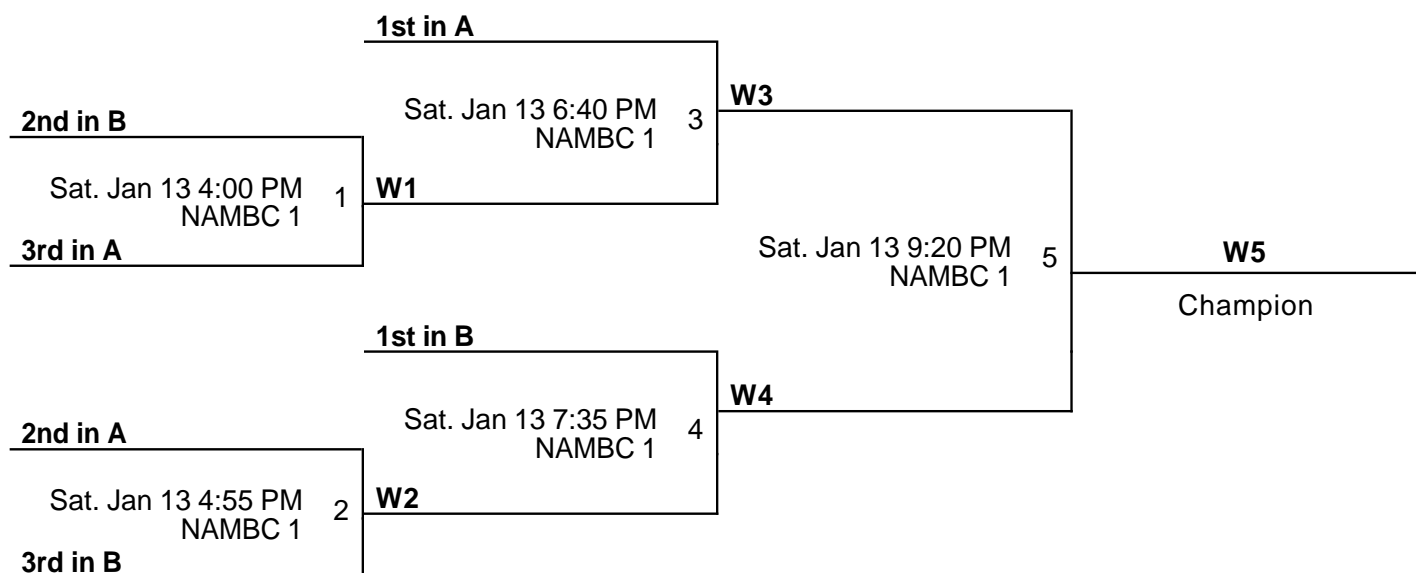 1st in A
Sat. Jan 13 6:40 PM
NAMBC 1
3
W3
2nd in B
Sat. Jan 13 4:00 PM
NAMBC 1
1
W1
3rd in A
Sat. Jan 13 9:20 PM
NAMBC 1
5
W5
Champion
1st in B
Sat. Jan 13 7:35 PM
NAMBC 1
4
W4
2nd in A
Sat. Jan 13 4:55 PM
NAMBC 1
2
W2
3rd in B